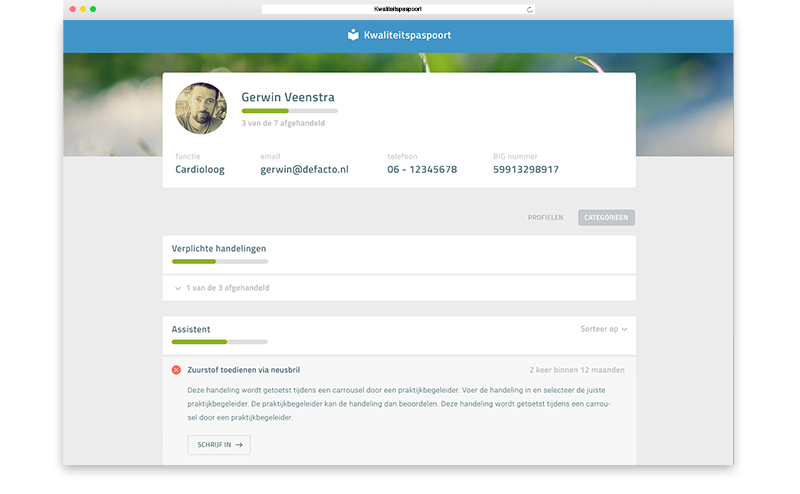 Kwaliteitspaspoort
Kwaliteitspaspoort
Gerwin Veenstra
3 van de 7 afgehandeld
functie email telefoon BIG nummer
Cardioloog gerwin@defacto.nl 06 - 12345678 59913298917
PROFIELEN CATEGORIEEN
Verplichte handelingen
1 van de 3 afgehandeld
Assistent Sorteer op
Zuurstof toedienen via neusbril 2 keer binnen 12 maanden
Deze handeling wordt getoetst tijdens een carrousel door een praktijkbegeleider. Voer de handeling in en selecteer de juiste
praktijkbegeleider. De praktijkbegeleider kan de handeling dan beoordelen. Deze handeling wordt getoetst tijdens een carrou-
sel door een praktijkbegeleider.
SCHRIJF IN →